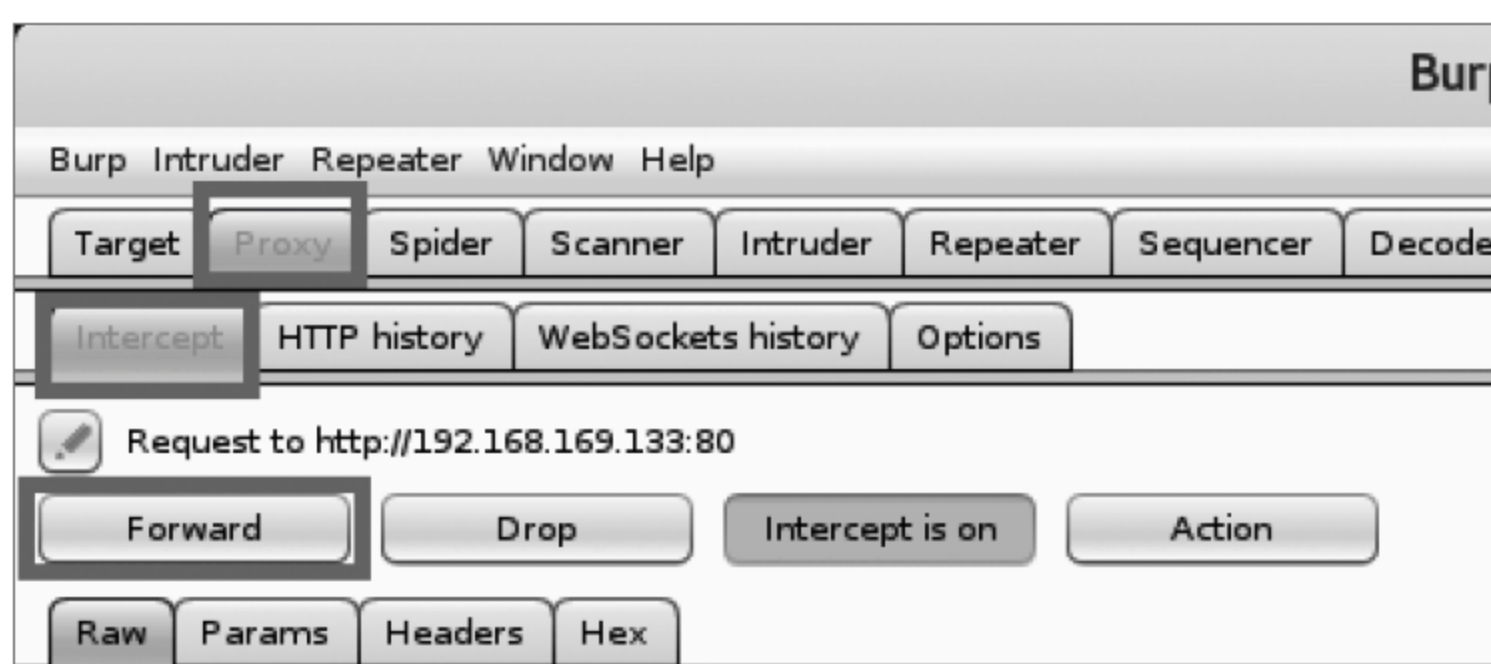 Burp
Burp Intruder Repeater Window Help
Target Proxy Spider Scanner Intruder Repeater Sequencer Decode
Intercept HTTP history WebSockets history Options
Request to http://192.168.169.133:80
Forward Drop Intercept is on Action
Raw Params Headers Hex